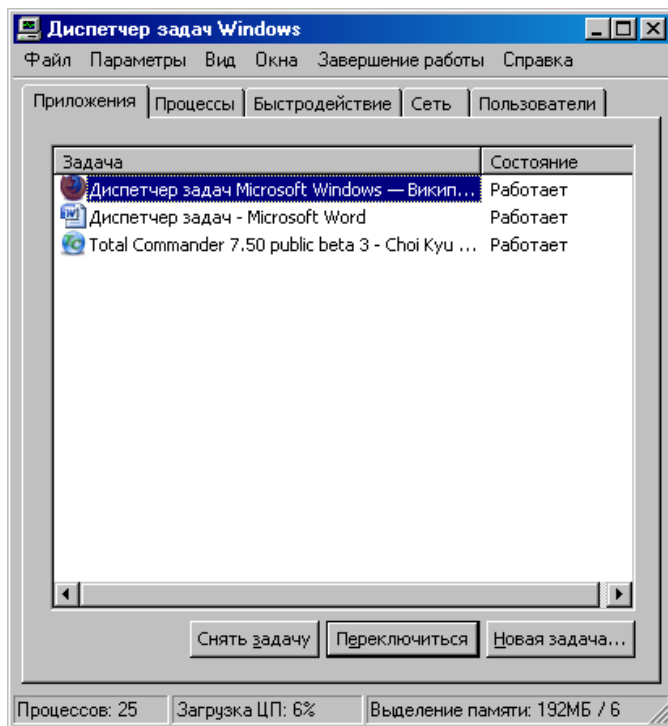 Диспетчер задач Windows
Файл Параметры Вид Окна Завершение работы Справка
Приложения Процессы Быстродействие Сеть Пользователи
Задача Состояние
Диспетчер задач Microsoft Windows — Викип... Работает
Диспетчер задач - Microsoft Word Работает
Total Commander 7.50 public beta 3 - Choi Kyu ... Работает
Снять задачу Переключиться Новая задача...
Процессов: 25 Загрузка ЦП: 6% Выделение памяти: 192МБ / 6